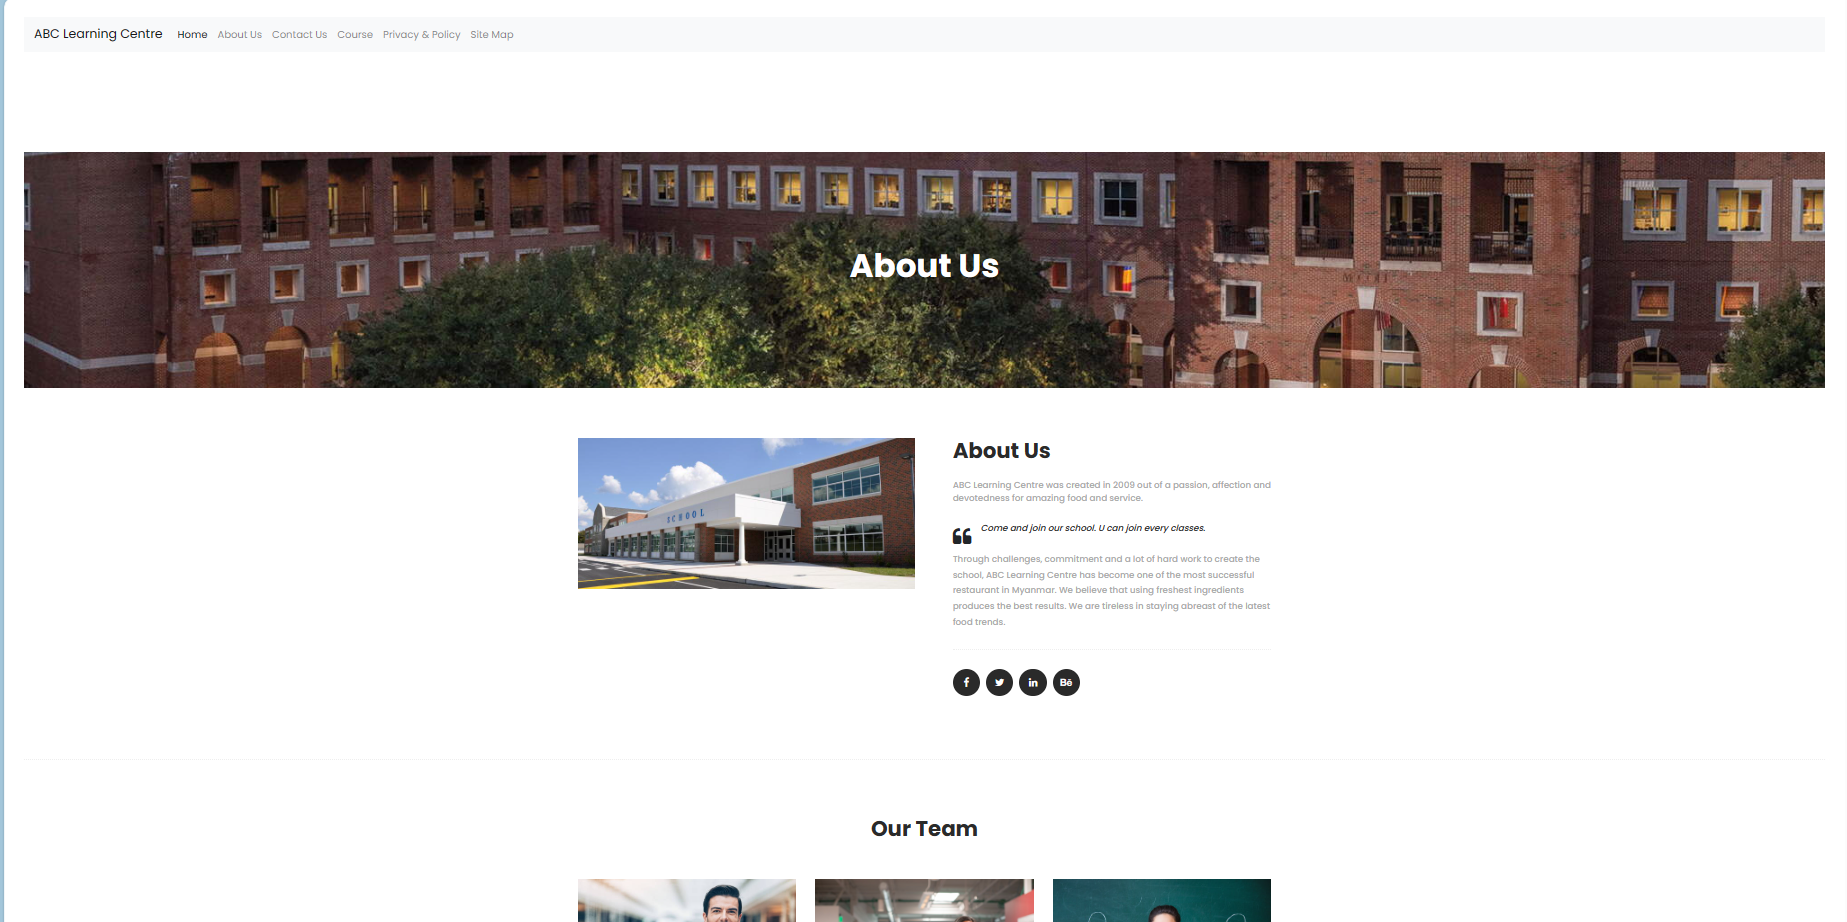 ABC Learning Centre Home About Us Contact Us Course Privacy & Policy Site Map
About Us
SCHOOL
About Us
ABC Learning Centre was created in 2009 out of a passion, affection and
devotedness for amazing food and service.
Come and join our school. U can join every classes.
Through challenges, commitment and a lot of hard work to create the
school, ABC Learning Centre has become one of the most successful
restaurant in Myanmar. We believe that using freshest ingredients
produces the best results. We are tireless in staying abreast of the latest
food trends.
f in Bē
Our Team